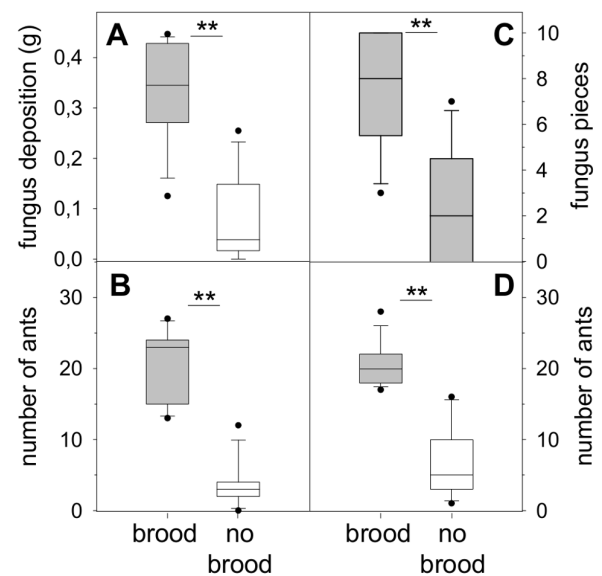 A
**
fungus deposition (g)
0,4
0,3
0,2
0,1
0,0
C
**
fungus pieces
10
8
6
4
2
0
B
**
number of ants
30
20
10
0
D
**
number of ants
30
20
10
0
brood
no
brood
brood
no
brood